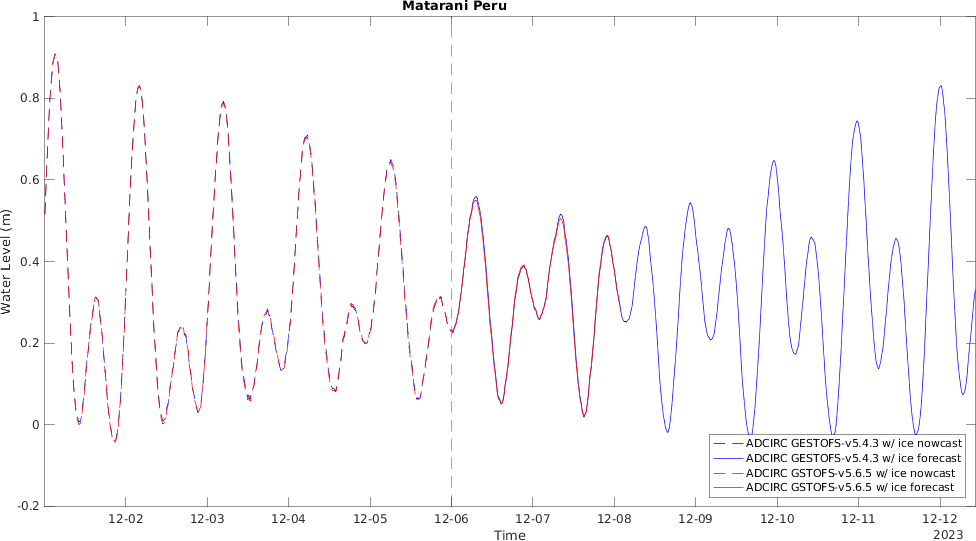 Matarani Peru
1
0.8
0.6
0.4
0.2
0
-0.2
Water Level (m)
12-02 12-03 12-04 12-05 12-06 12-07 12-08 12-09 12-10 12-11 12-12
2023
Time
ADCIRC GESTOFS-v5.4.3 w/ ice nowcast
ADCIRC GESTOFS-v5.4.3 w/ ice forecast
ADCIRC GSTOFS-v5.6.5 w/ ice nowcast
ADCIRC GSTOFS-v5.6.5 w/ ice forecast